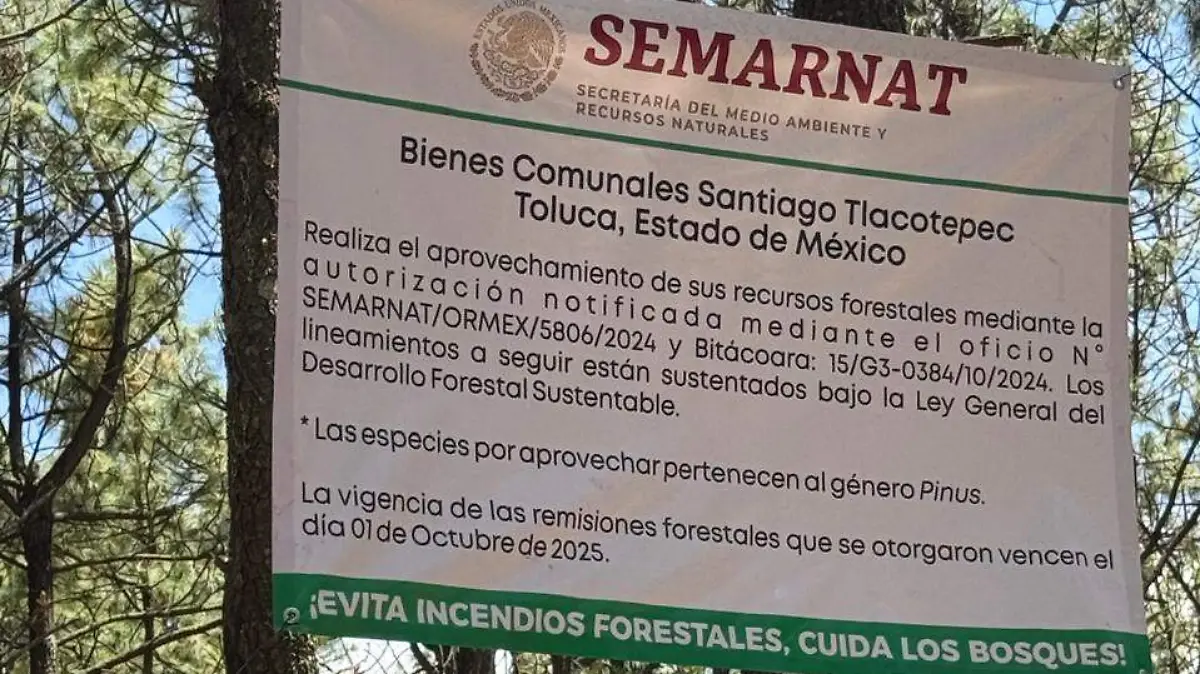 SEMARNAT
SECRETARÍA DEL MEDIO AMBIENTE Y
RECURSOS NATURALES
Bienes Comunales Santiago Tlacotepec
Toluca, Estado de México
Realiza el aprovechamiento de sus recursos forestales mediante la
autorización notificada mediante el oficio N°
SEMARNAT/ORMEX/5806/2024 y Bitácoara: 15/G3-0384/10/2024. Los
lineamientos a seguir están sustentados bajo la Ley General del
Desarrollo Forestal Sustentable.
* Las especies por aprovechar pertenecen al género Pinus.
La vigencia de las remisiones forestales que se otorgaron vencen el
día 01 de Octubre de 2025.
¡EVITA INCENDIOS FORESTALES, CUIDA LOS BOSQUES!